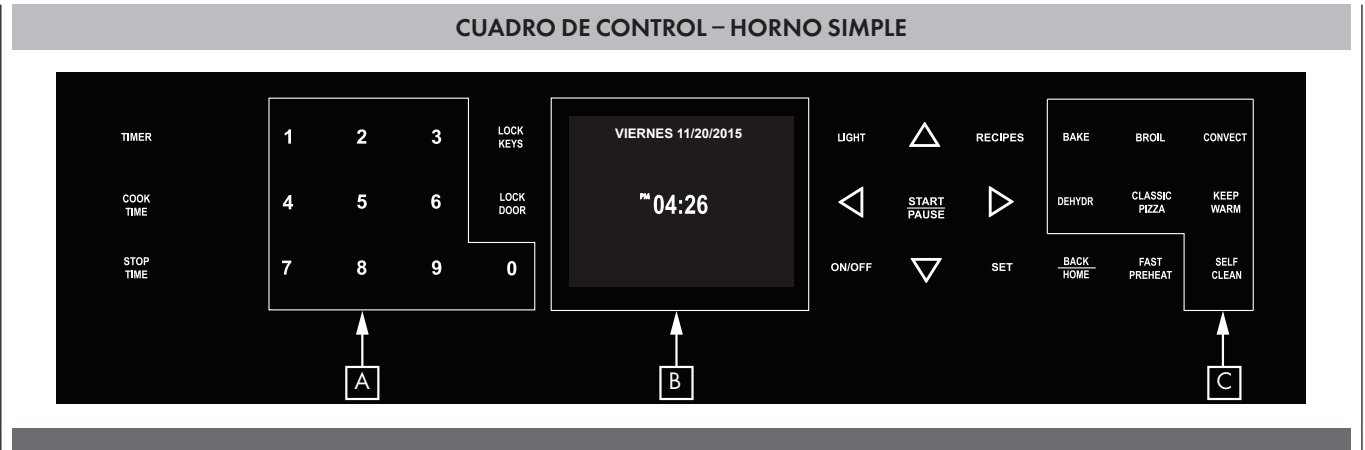 CUADRO DE CONTROL – HORNO SIMPLE
TIMER
1 2 3
LOCK
KEYS
COOK
TIME
4 5 6
LOCK
DOOR
STOP
TIME
7 8 9 0
VIERNES 11/20/2015
PM 04:26
LIGHT
RECIPES
START
PAUSE
ON/OFF
SET
BAKE
BROIL
CONVECT
DEHYDR
CLASSIC
PIZZA
KEEP
WARM
BACK
HOME
FAST
PREHEAT
SELF
CLEAN
A
B
C